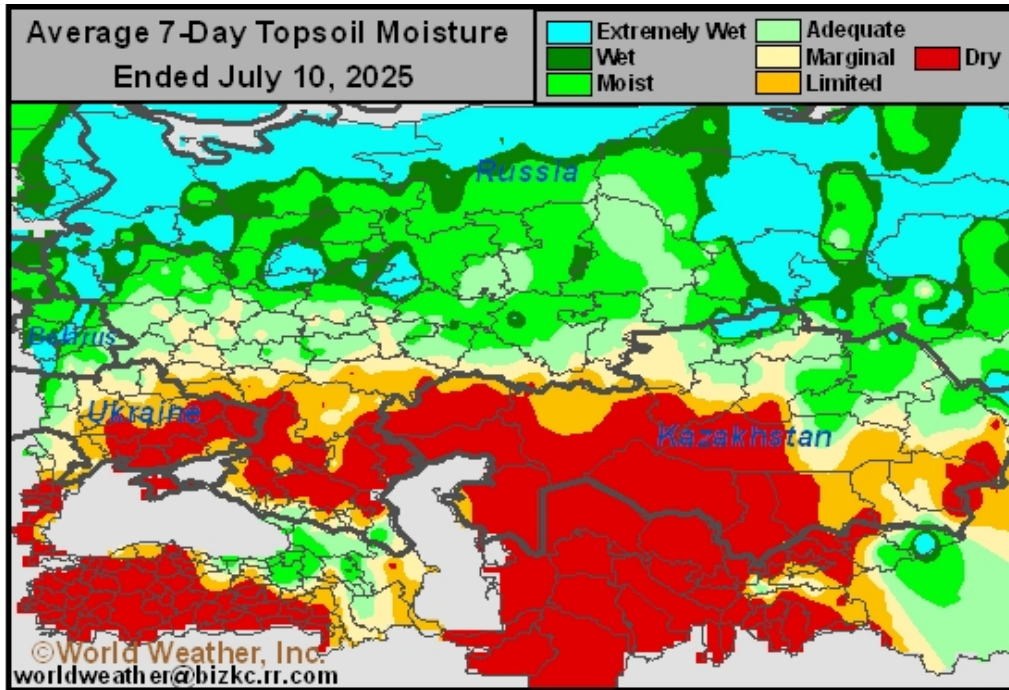 Average 7-Day Topsoil Moisture
Ended July 10, 2025
Extremely Wet
Wet
Moist
Adequate
Marginal
Limited
Dry
Russia
Belarus
Ukraine
Kazakhstan
©World Weather, Inc.
worldweather@bizkc.rr.com